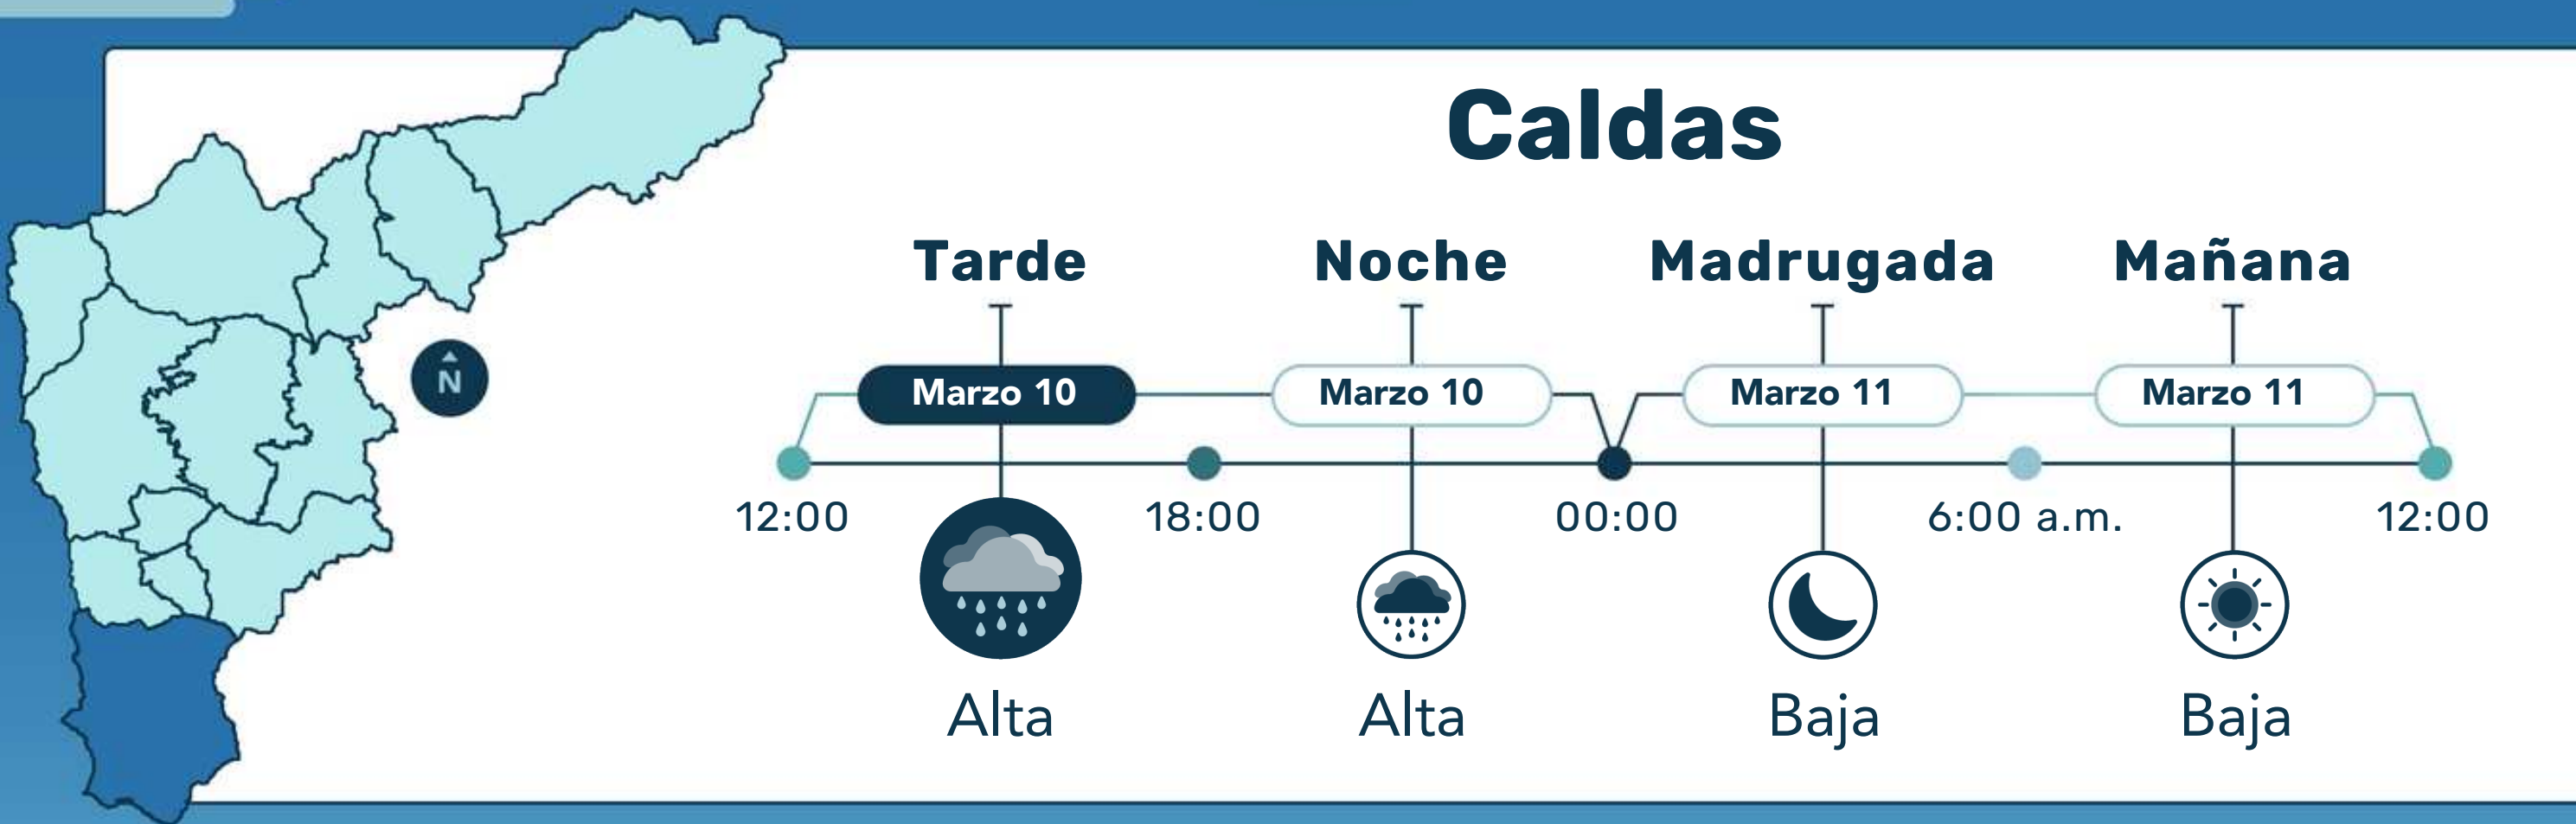 Caldas
Tarde Noche Madrugada Mañana
N
Marzo 10 Marzo 10 Marzo 11 Marzo 11
12:00 18:00 00:00 6:00 a.m. 12:00
Alta Alta Baja Baja